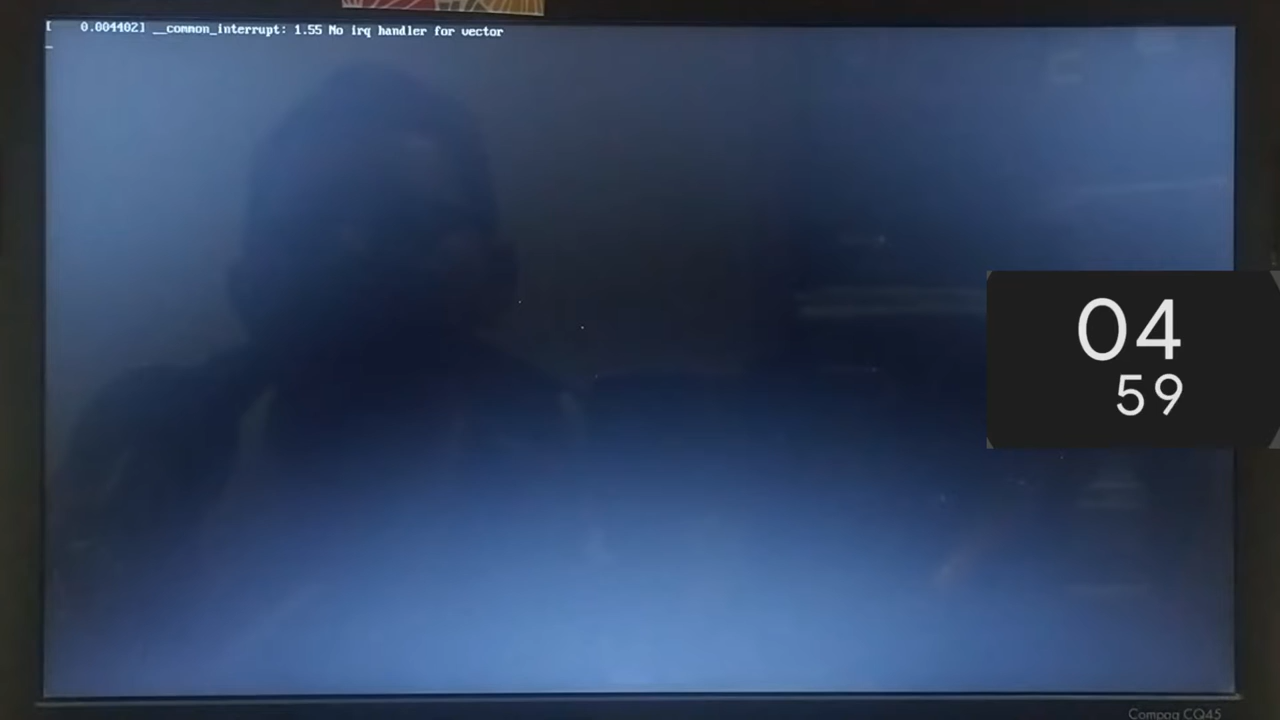 [    0.004402] __common_interrupt: 1.55 No irq handler for vector
_
04
59
Compaq CQ45